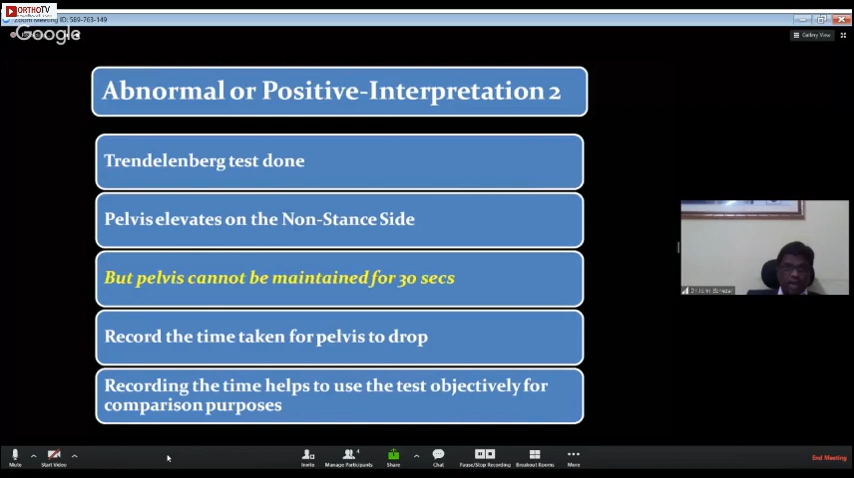 ORTHOTV
Zoom Meeting ID: 589-763-149
Google
Gallery View
Abnormal or Positive-Interpretation 2
Trendelenberg test done
Pelvis elevates on the Non-Stance Side
But pelvis cannot be maintained for 30 secs
Record the time taken for pelvis to drop
Recording the time helps to use the test objectively for
comparison purposes
Mute
Start Video
Invite
Manage Participants
4
Share
Chat
Pause/Stop Recording
Breakout Rooms
More
End Meeting